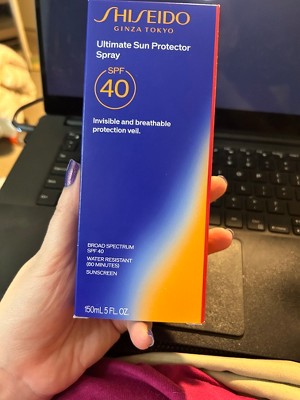 SHISEIDO
GINZA TOKYO
Ultimate Sun Protector
Spray
SPF
40
Invisible and breathable
protection veil.
BROAD SPECTRUM
SPF 40
WATER RESISTANT
(80 MINUTES)
SUNSCREEN
150mL 5 FL. OZ.